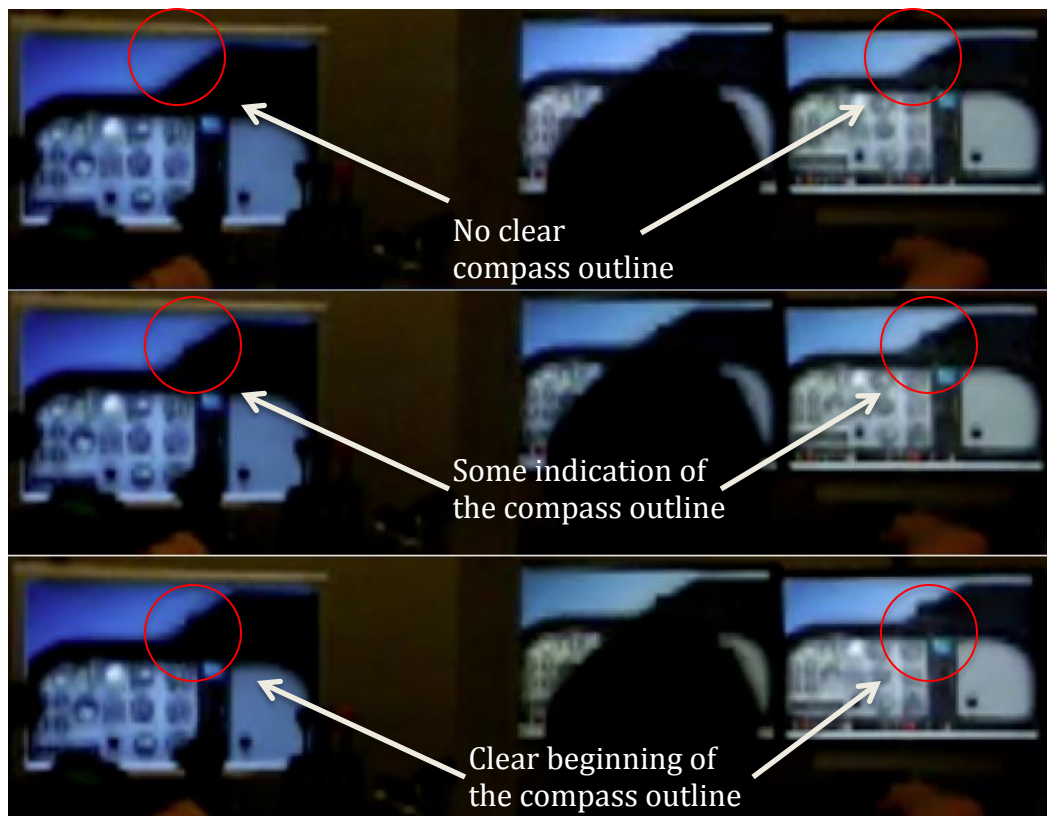 No clear
compass outline
Some indication of
the compass outline
Clear beginning of
the compass outline